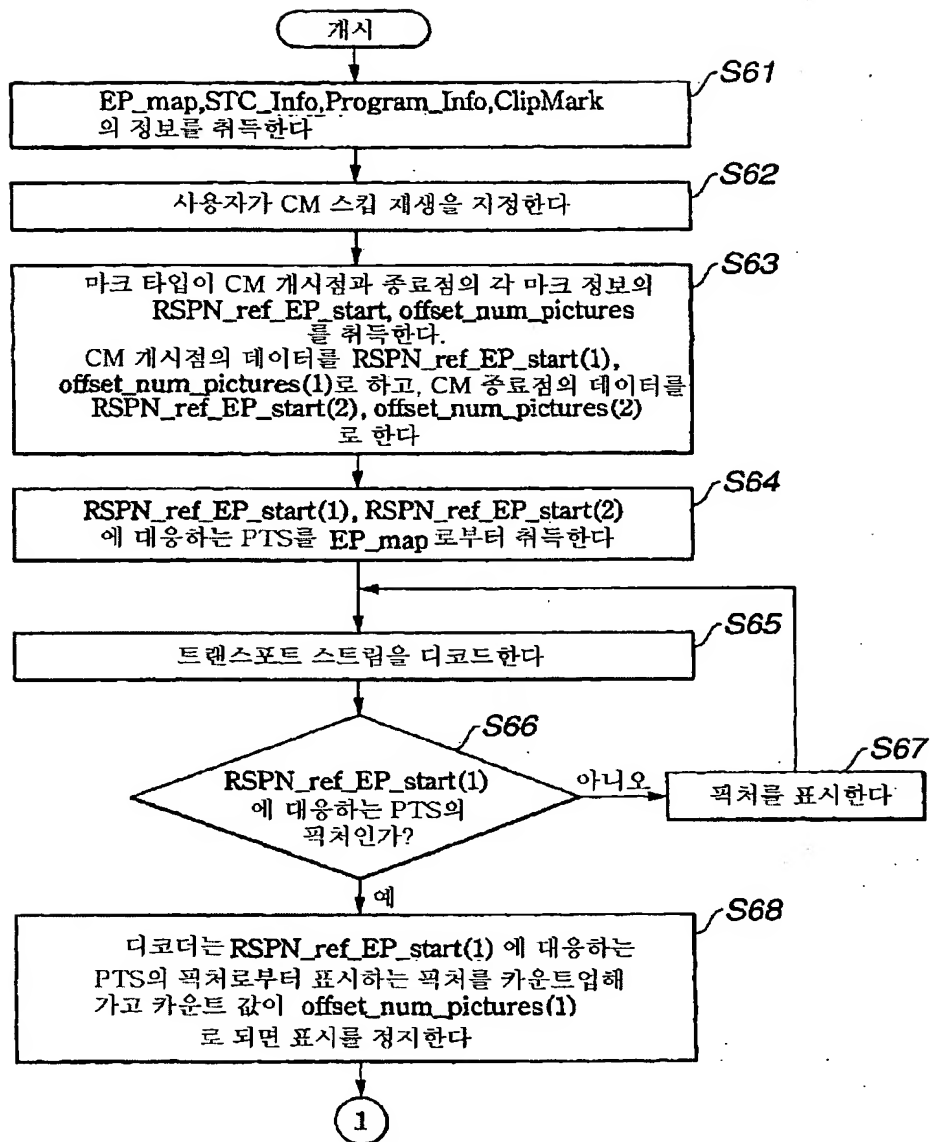 개시
S61
EP_map,STC_Info,Program_Info,ClipMark
의 정보를 취득한다
S62
사용자가 CM 스킵 재생을 지정한다
S63
마크 타입이 CM 개시점과 종료점의 각 마크 정보의
RSPN_ref_EP_start, offset_num_pictures
를 취득한다.
CM 개시점의 데이터를 RSPN_ref_EP_start(1),
offset_num_pictures(1)로 하고, CM 종료점의 데이터를
RSPN_ref_EP_start(2), offset_num_pictures(2)
로 한다
S64
RSPN_ref_EP_start(1), RSPN_ref_EP_start(2)
에 대응하는 PTS를 EP_map로부터 취득한다
S65
트랜스포트 스트림을 디코드한다
S66
RSPN_ref_EP_start(1)
에 대응하는 PTS의
픽처인가?
아니오
S67
픽처를 표시한다
예
S68
디코더는 RSPN_ref_EP_start(1) 에 대응하는
PTS의 픽처로부터 표시하는 픽처를 카운트업해
가고 카운트 값이 offset_num_pictures(1)
로 되면 표시를 정지한다
1